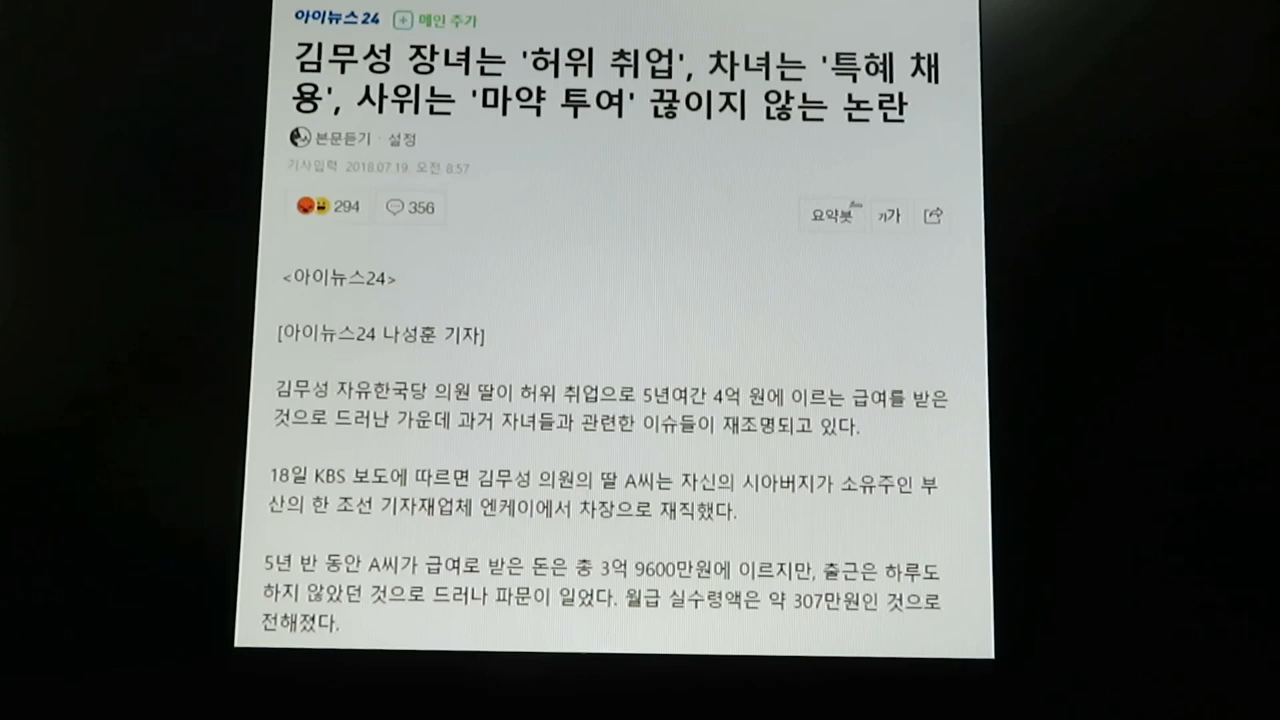 아이뉴스24 + 메인 추가
김무성 장녀는 '허위 취업', 차녀는 '특혜 채
용', 사위는 '마약 투여' 끊이지 않는 논란
본문듣기 · 설정
기사입력 2018.07.19. 오전 8:57
294 356 요약봇 가가
<아이뉴스24>
[아이뉴스24 나성훈 기자]
김무성 자유한국당 의원 딸이 허위 취업으로 5년여간 4억 원에 이르는 급여를 받은
것으로 드러난 가운데 과거 자녀들과 관련한 이슈들이 재조명되고 있다.
18일 KBS 보도에 따르면 김무성 의원의 딸 A씨는 자신의 시아버지가 소유주인 부
산의 한 조선 기자재업체 엔케이에서 차장으로 재직했다.
5년 반 동안 A씨가 급여로 받은 돈은 총 3억 9600만원에 이르지만, 출근은 하루도
하지 않았던 것으로 드러나 파문이 일었다. 월급 실수령액은 약 307만원인 것으로
전해졌다.